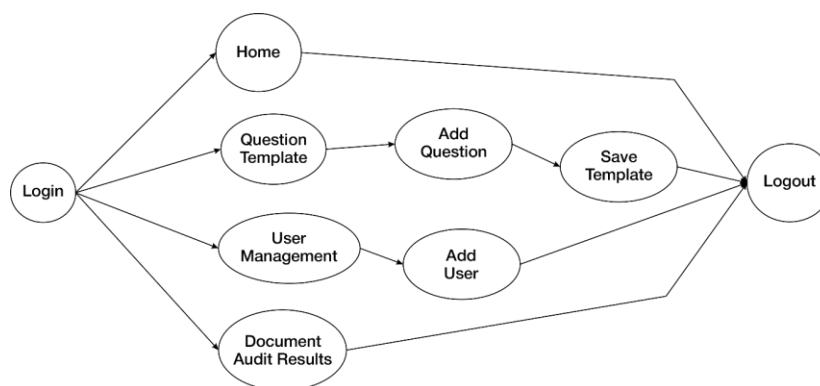 Home
Question
Template
Add
Question
Save
Template
Login
Logout
User
Management
Add
User
Document
Audit Results